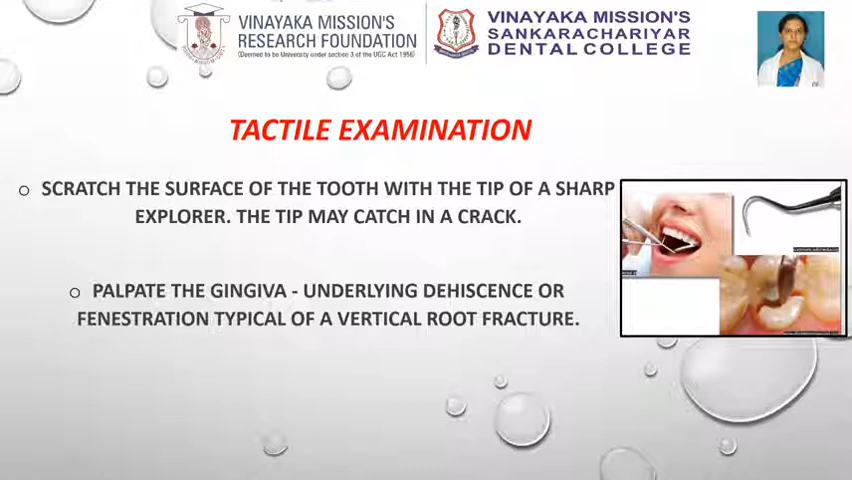 VINAYAKA MISSION'S
RESEARCH FOUNDATION
(Deemed to be University under section 3 of the UGC Act 1956)
VINAYAKA MISSION'S
SANKARACHARIYAR
DENTAL COLLEGE
TACTILE EXAMINATION
SCRATCH THE SURFACE OF THE TOOTH WITH THE TIP OF A SHARP
EXPLORER. THE TIP MAY CATCH IN A CRACK.
PALPATE THE GINGIVA - UNDERLYING DEHISCENCE OR
FENESTRATION TYPICAL OF A VERTICAL ROOT FRACTURE.